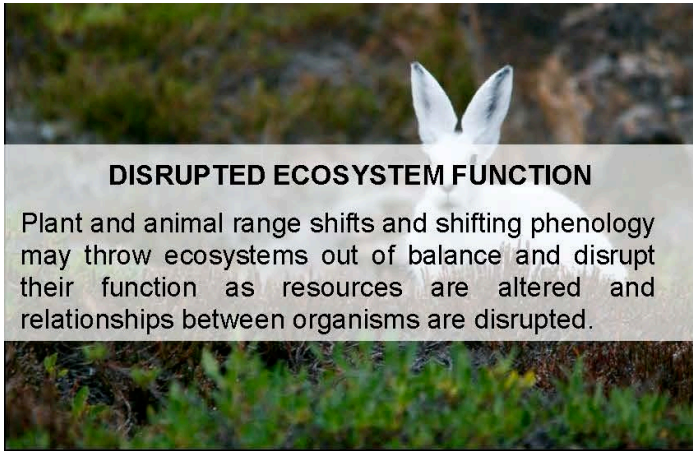 DISRUPTED ECOSYSTEM FUNCTION
Plant and animal range shifts and shifting phenology
may throw ecosystems out of balance and disrupt
their function as resources are altered and
relationships between organisms are disrupted.